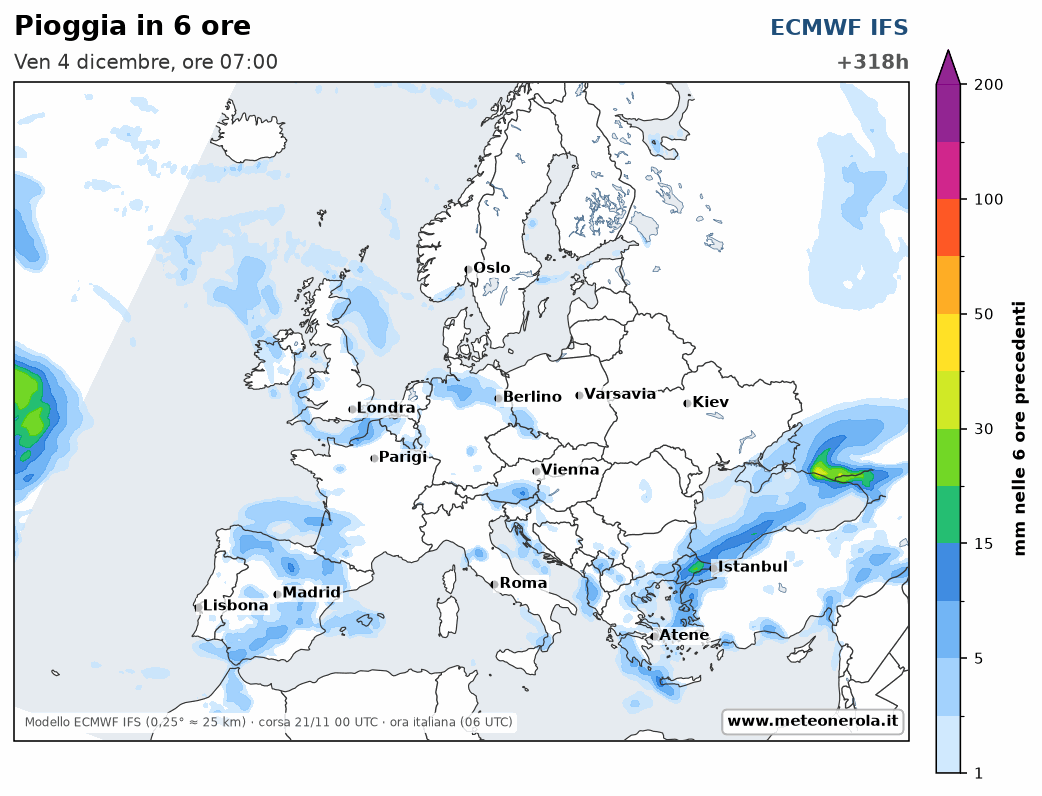 Pioggia in 6 ore
ECMWF IFS
Ven 4 dicembre, ore 07:00
+318h
200
100
50
30
15
5
1
mm nelle 6 ore precedenti
Oslo
Berlino
Varsavia
Kiev
Londra
Parigi
Vienna
Istanbul
Roma
Madrid
Lisbona
Atene
Modello ECMWF IFS (0,25° ≈ 25 km) · corsa 21/11 00 UTC · ora italiana (06 UTC)
www.meteonerola.it